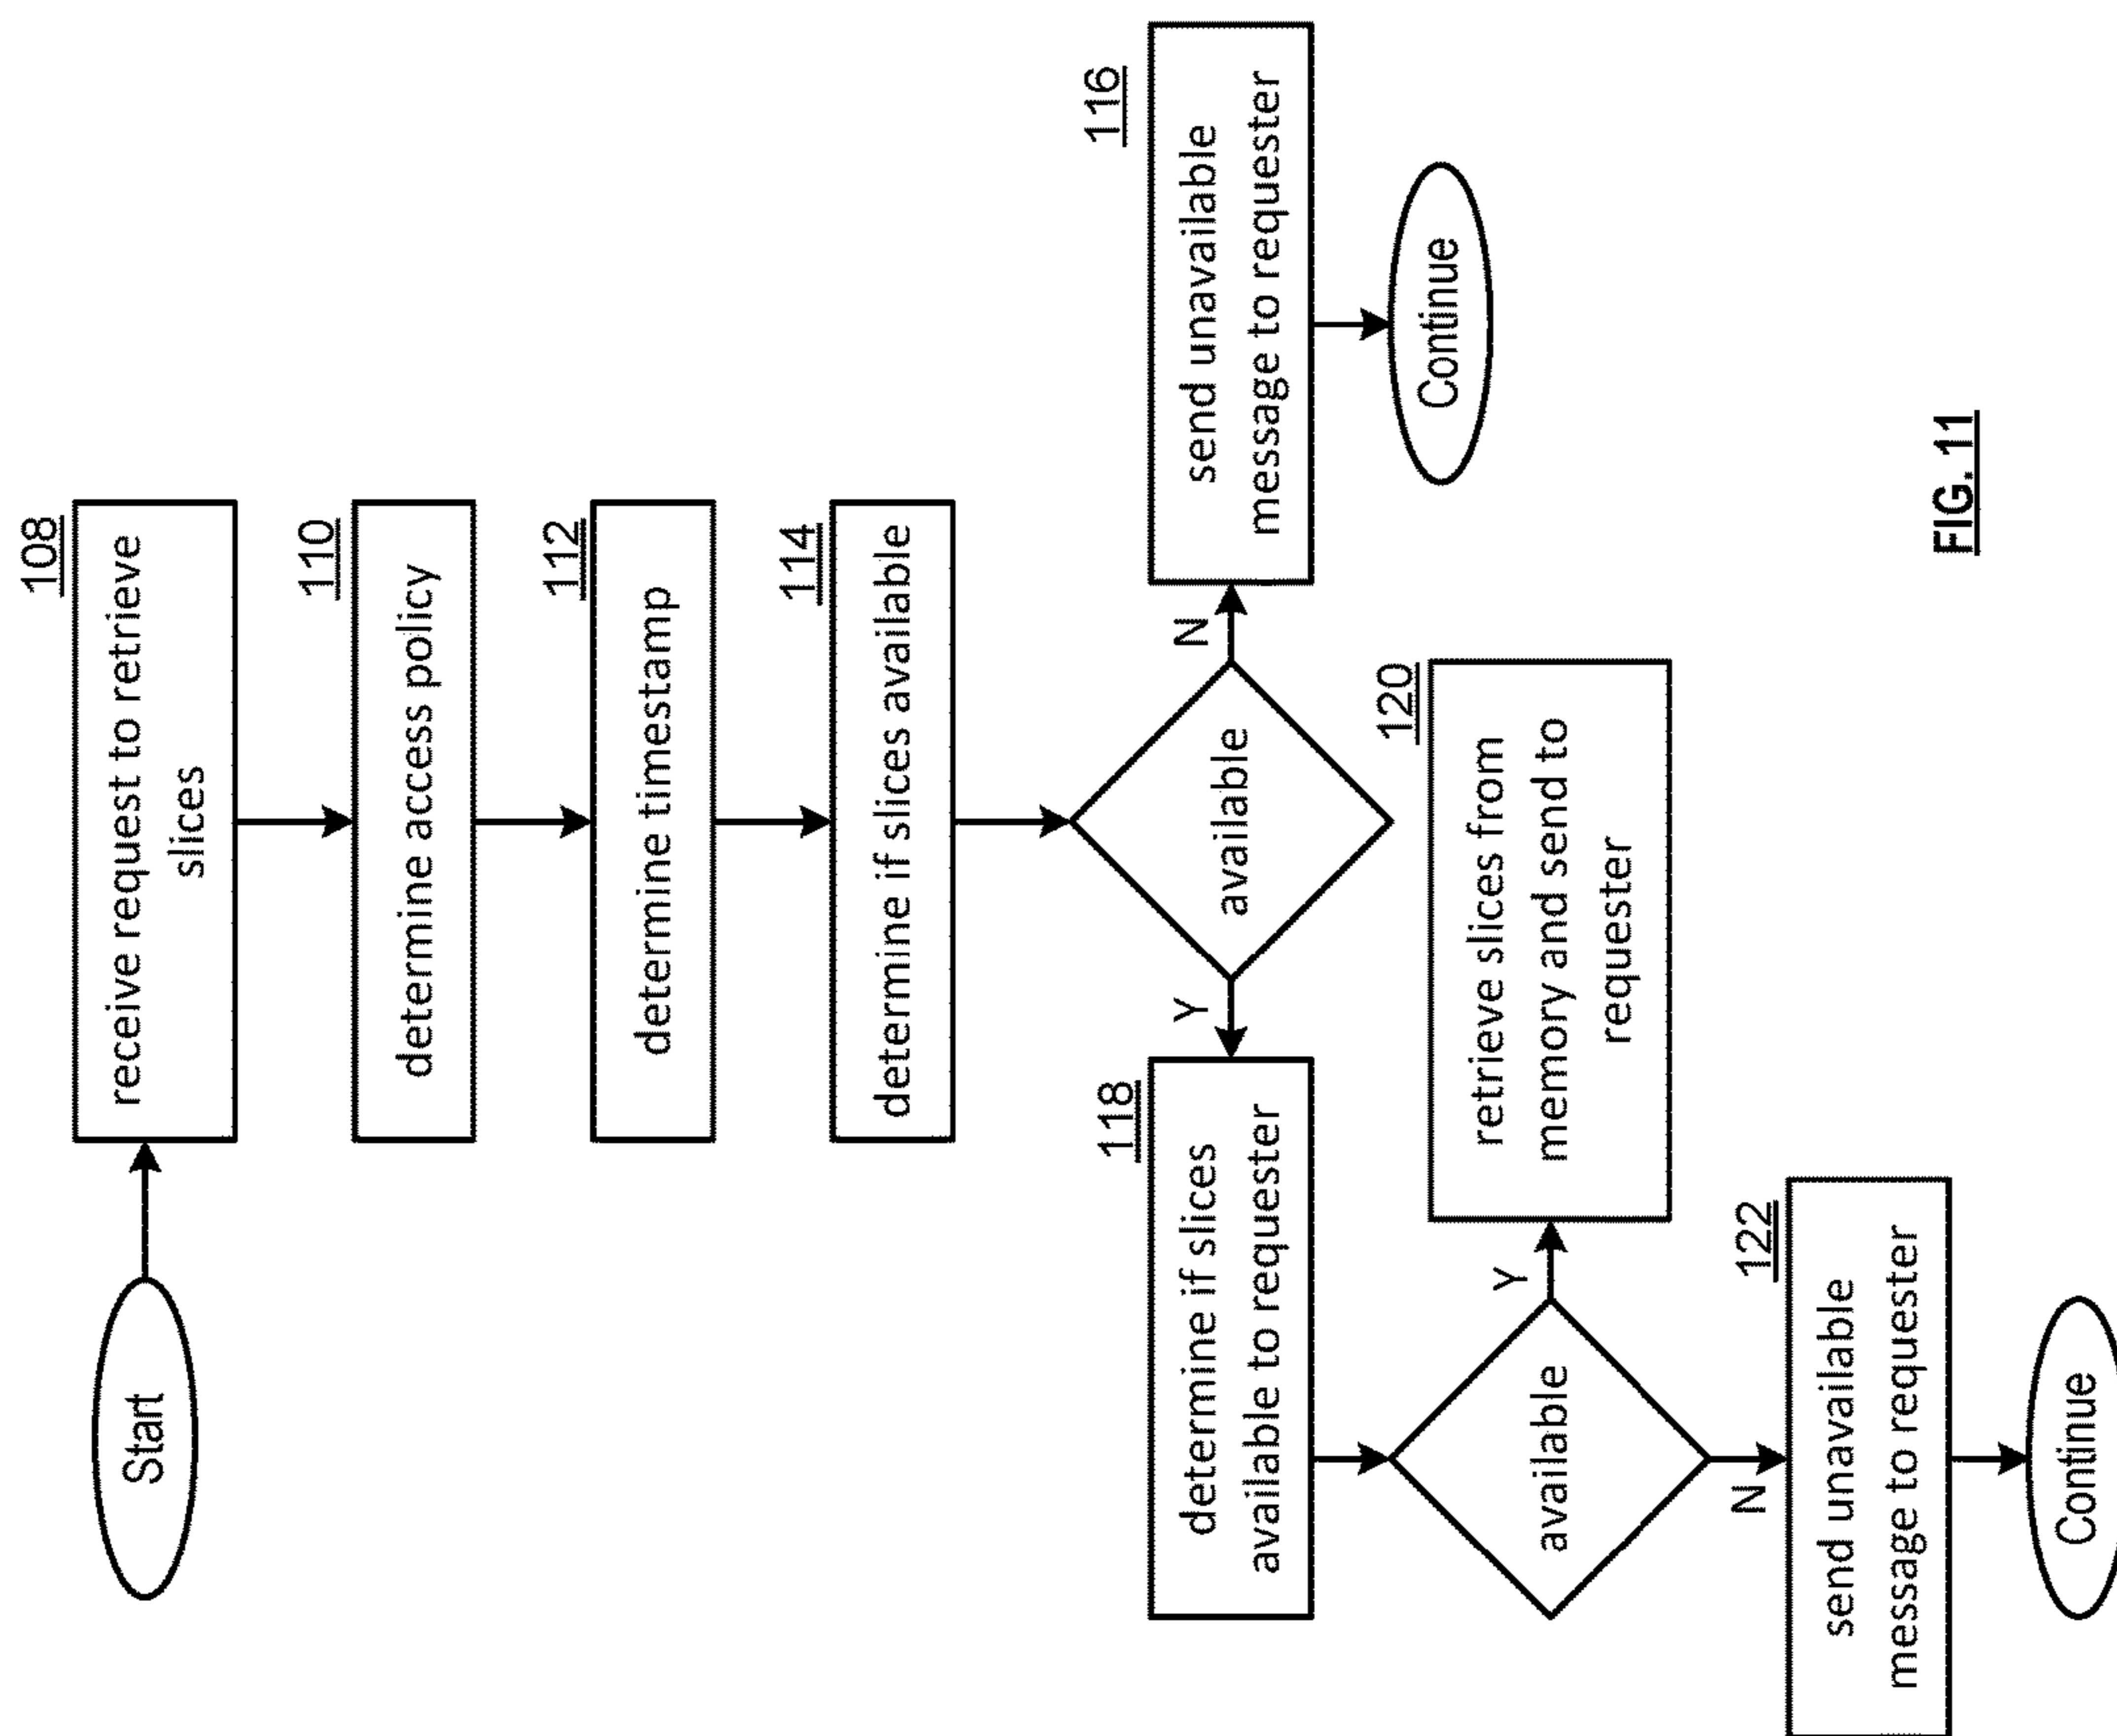 Start
108
receive request to retrieve
slices
110
determine access policy
112
determine timestamp
114
determine if slices available
available
Y
N
116
send unavailable
message to requester
Continue
118
determine if slices
available to requester
available
Y
N
120
retrieve slices from
memory and send to
requester
122
send unavailable
message to requester
Continue
FIG. 11